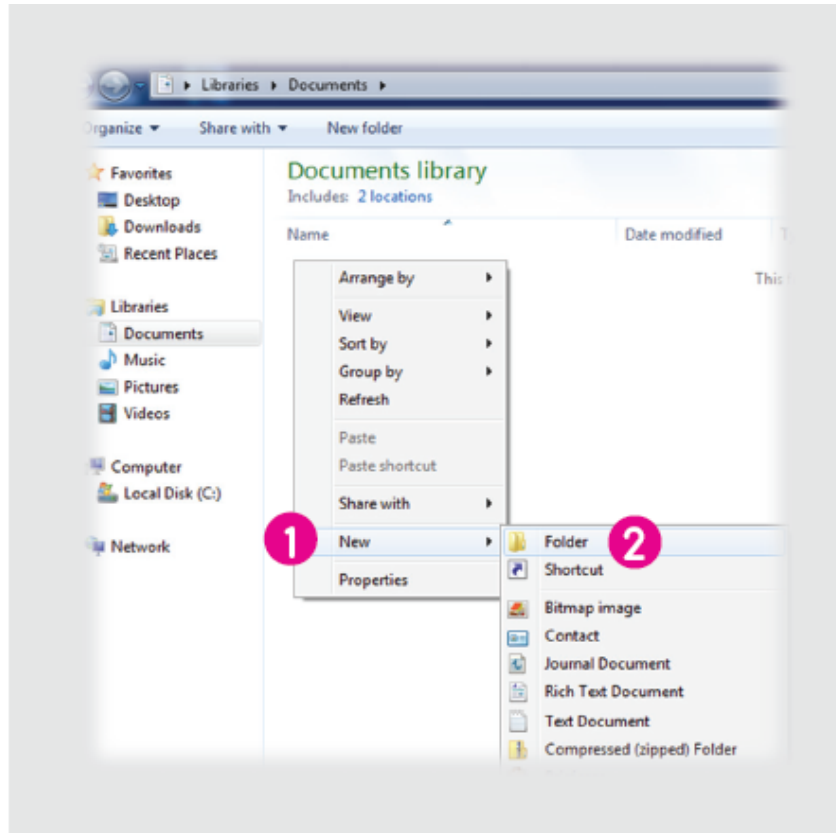 Libraries ▸ Documents ▸
Organize ▾ Share with ▾ New folder
Favorites
Desktop
Downloads
Recent Places
Libraries
Documents
Music
Pictures
Videos
Computer
Local Disk (C:)
Network
Documents library
Includes: 2 locations
Name Date modified
This
Arrange by
View
Sort by
Group by
Refresh
Paste
Paste shortcut
Share with
1 New
Properties
Folder 2
Shortcut
Bitmap image
Contact
Journal Document
Rich Text Document
Text Document
Compressed (zipped) Folder